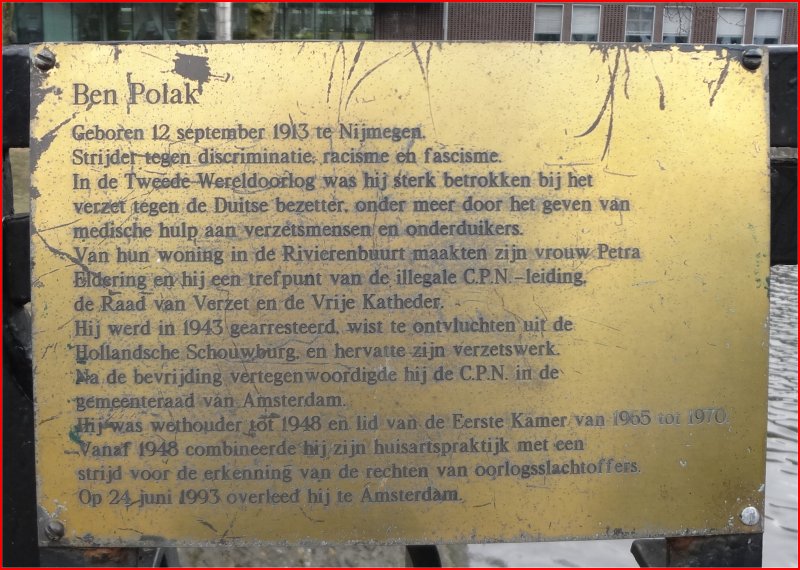 Ben Polak
Geboren 12 september 1913 te Nijmegen.
Strijder tegen discriminatie, racisme en fascisme.
In de Tweede Wereldoorlog was hij sterk betrokken bij het
verzet tegen de Duitse bezetter, onder meer door het geven van
medische hulp aan verzetsmensen en onderduikers.
Van hun woning in de Rivierenbuurt maakten zijn vrouw Petra
Eldering en hij een trefpunt van de illegale C.P.N.-leiding,
de Raad van Verzet en de Vrije Katheder.
Hij werd in 1943 gearresteerd, wist te ontvluchten uit de
Hollandsche Schouwburg, en hervatte zijn verzetswerk.
Na de bevrijding vertegenwoordigde hij de C.P.N. in de
gemeenteraad van Amsterdam.
Hij was wethouder tot 1948 en lid van de Eerste Kamer van 1965 tot 1970.
Vanaf 1948 combineerde hij zijn huisartspraktijk met een
strijd voor de erkenning van de rechten van oorlogsslachtoffers.
Op 24 juni 1993 overleed hij te Amsterdam.